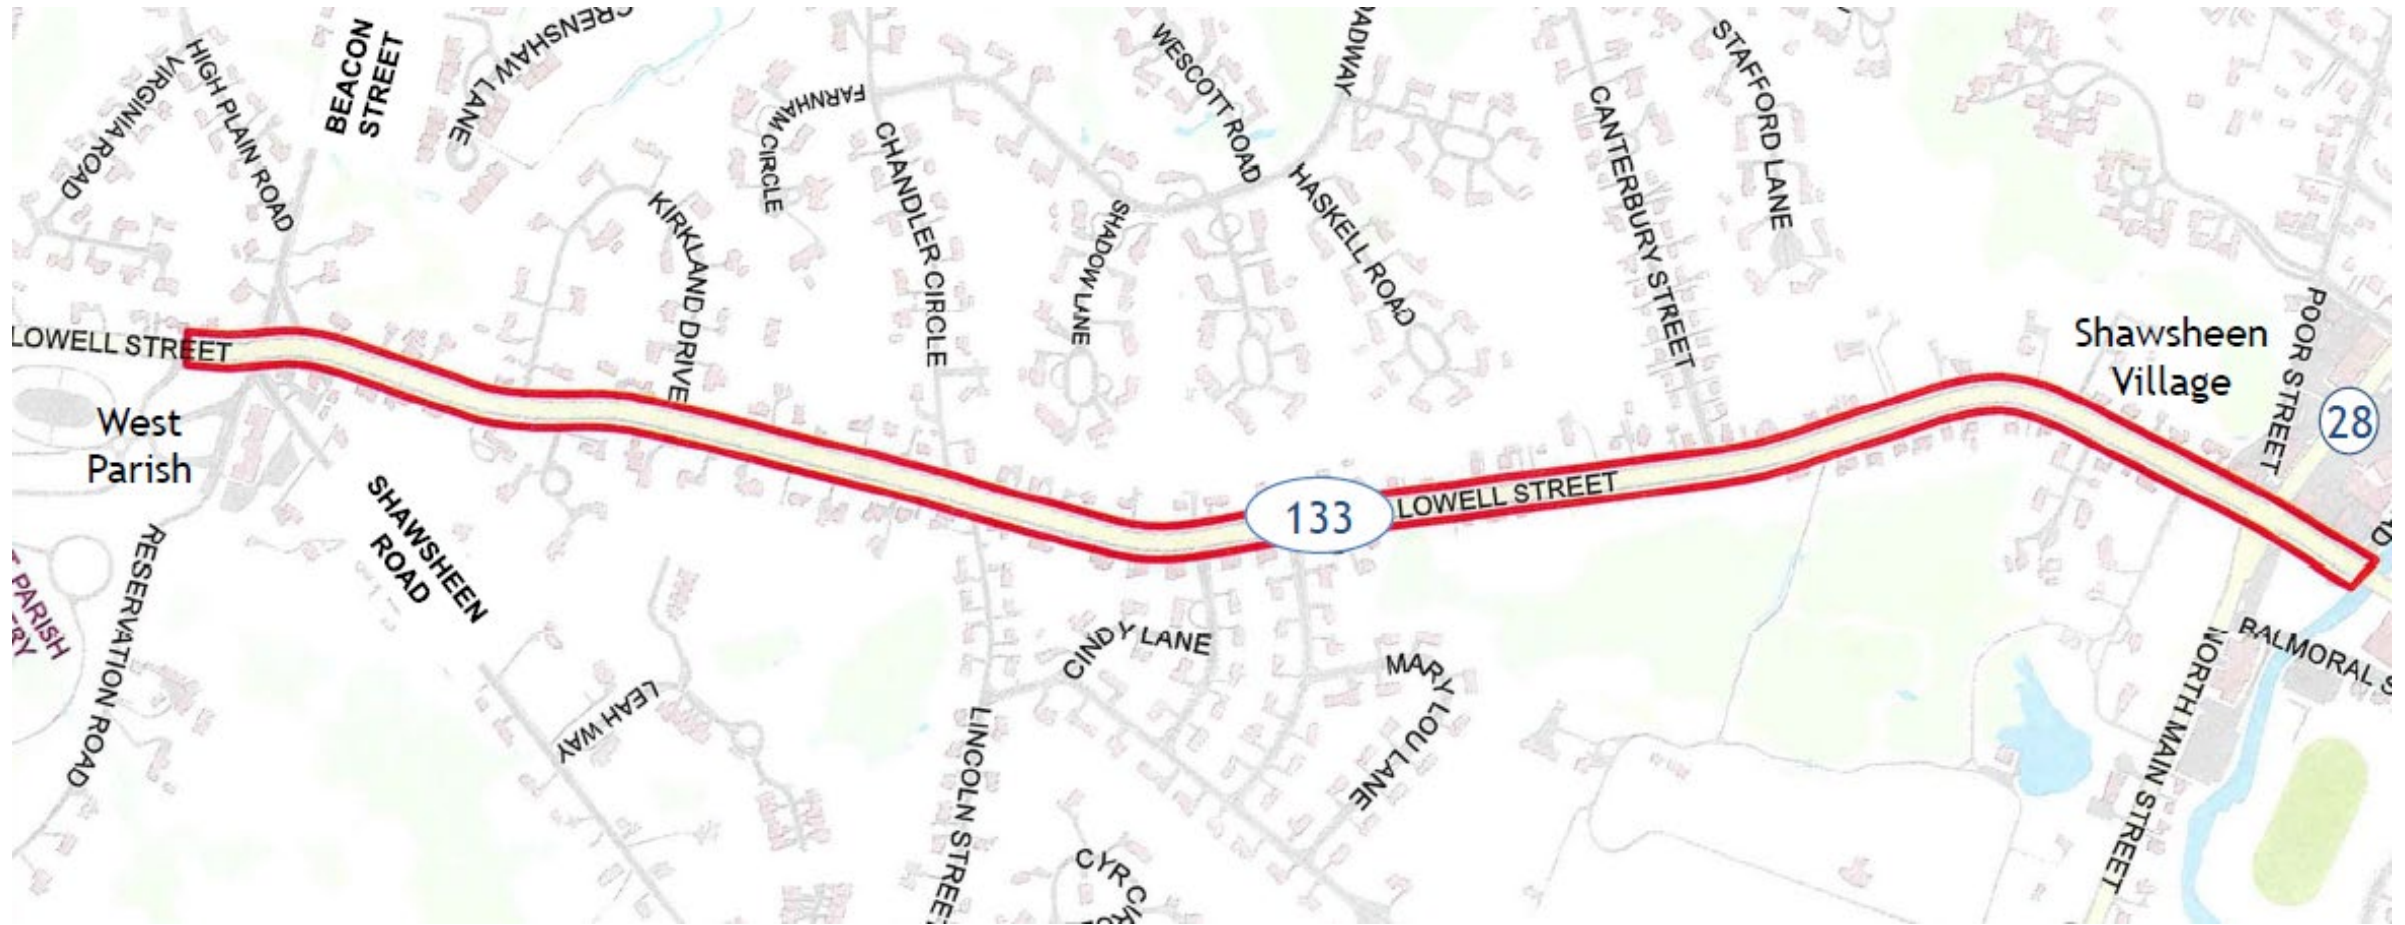 VIRGINIA ROAD
HIGH PLAIN ROAD
BEACON
STREET
CRENSHAW LANE
FARNHAM CIRCLE
CHANDLER CIRCLE
KIRKLAND DRIVE
SHADOW LANE
WESCOTT ROAD
HASKELL ROAD
CANTERBURY STREET
STAFFORD LANE
Shawsheen
Village
POOR STREET
28
LOWELL STREET
West
Parish
SHAWSHEEN
ROAD
RESERVATION ROAD
PARISH
133
LOWELL STREET
CINDY LANE
MARY LOU LANE
LEAH WAY
LINCOLN STREET
NORTH MAIN STREET
BALMORAL S